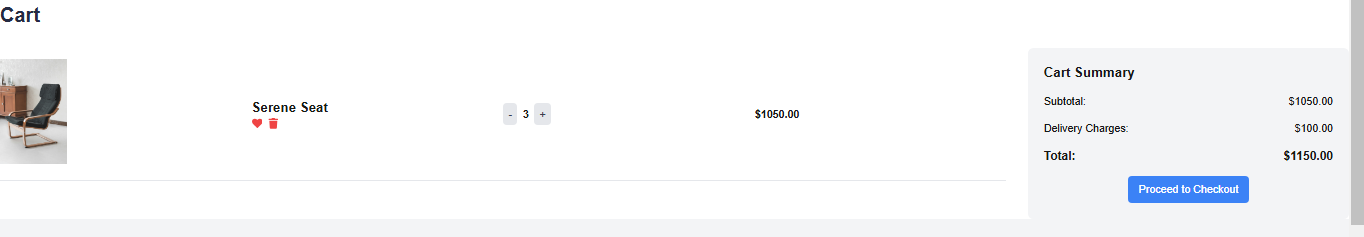 Cart
Serene Seat
- 3 +
$1050.00
Cart Summary
Subtotal: $1050.00
Delivery Charges: $100.00
Total: $1150.00
Proceed to Checkout